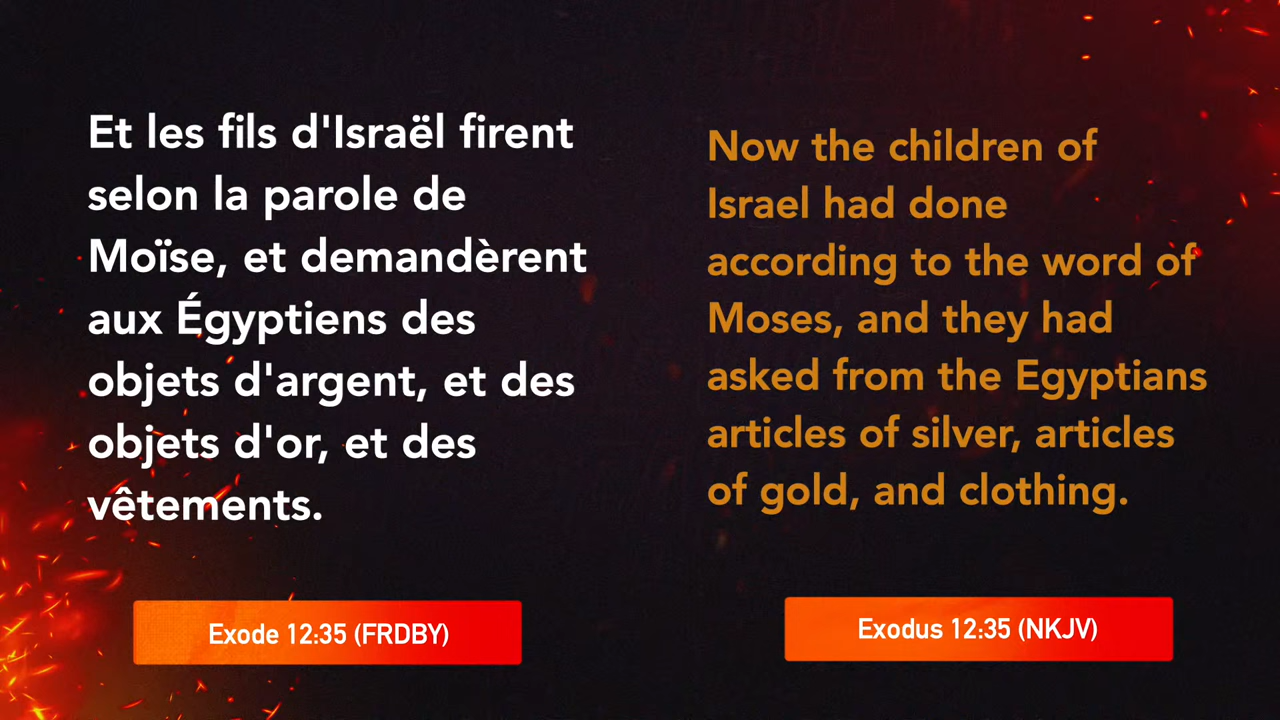 Et les fils d'Israël firent
selon la parole de
Moïse, et demandèrent
aux Égyptiens des
objets d'argent, et des
objets d'or, et des
vêtements.
Exode 12:35 (FRDBY)
Now the children of
Israel had done
according to the word of
Moses, and they had
asked from the Egyptians
articles of silver, articles
of gold, and clothing.
Exodus 12:35 (NKJV)